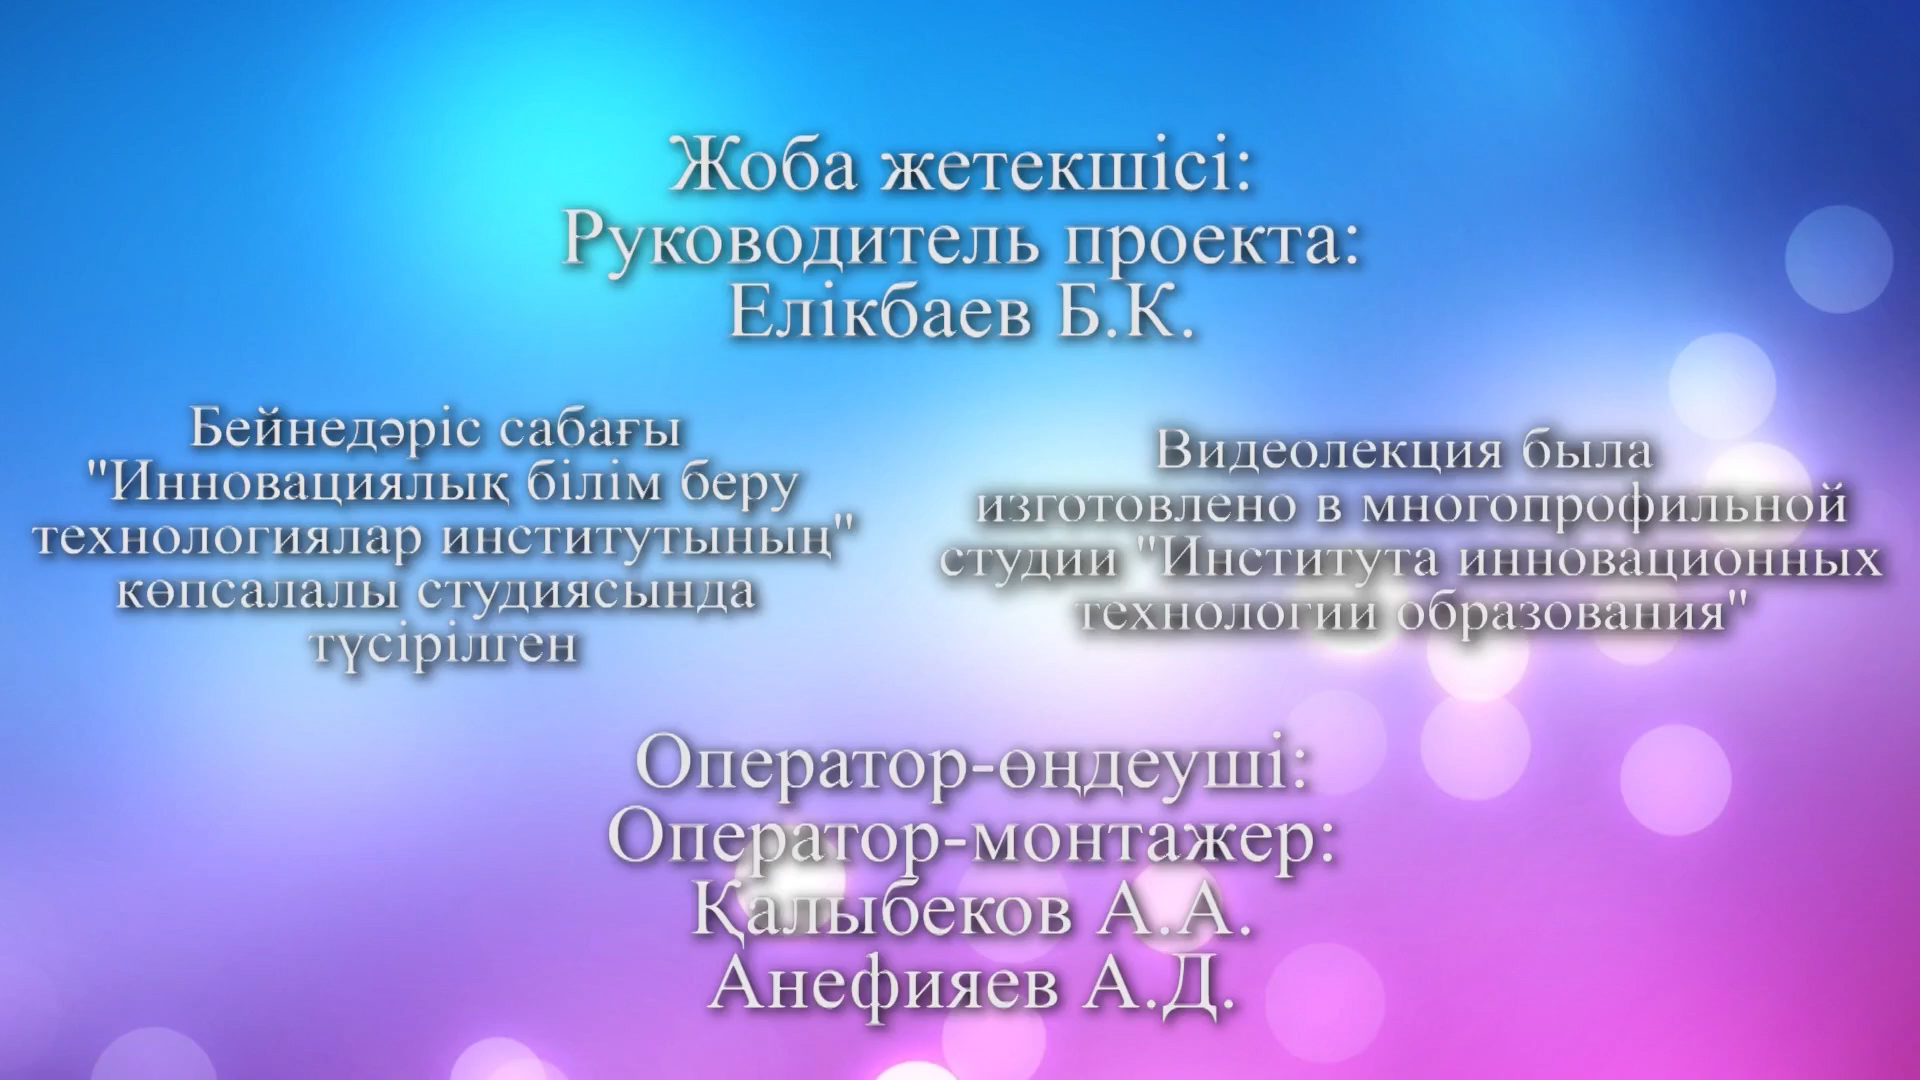 Жоба жетекшісі:
Руководитель проекта:
Елікбаев Б.К.
Бейнедәріс сабағы
"Инновациялық білім беру
технологиялар институтының"
көпсалалы студиясында
түсірілген
Видеолекция была
изготовлено в многопрофильной
студии "Института инновационных
технологии образования"
Оператор-өңдеуші:
Оператор-монтажер:
Қалыбеков А.А.
Анефияев А.Д.